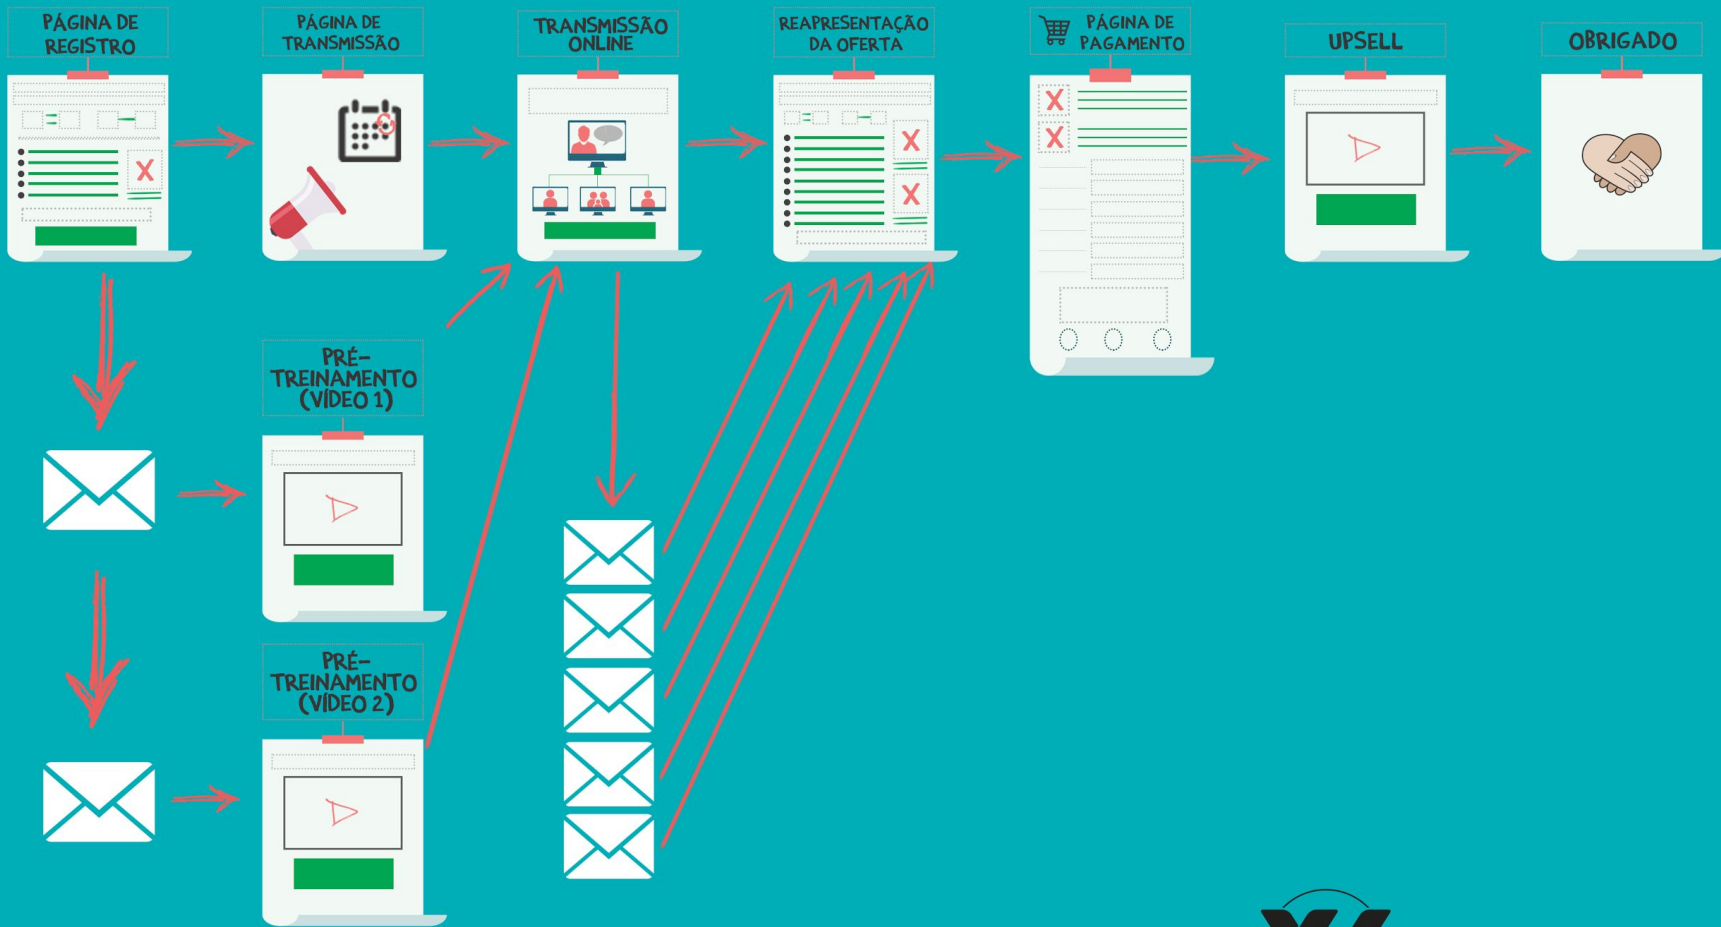 PÁGINA DE
REGISTRO
PÁGINA DE
TRANSMISSÃO
TRANSMISSÃO
ONLINE
REAPRESENTAÇÃO
DA OFERTA
PÁGINA DE
PAGAMENTO
UPSELL
OBRIGADO
PRÉ-
TREINAMENTO
(VÍDEO 1)
PRÉ-
TREINAMENTO
(VÍDEO 2)